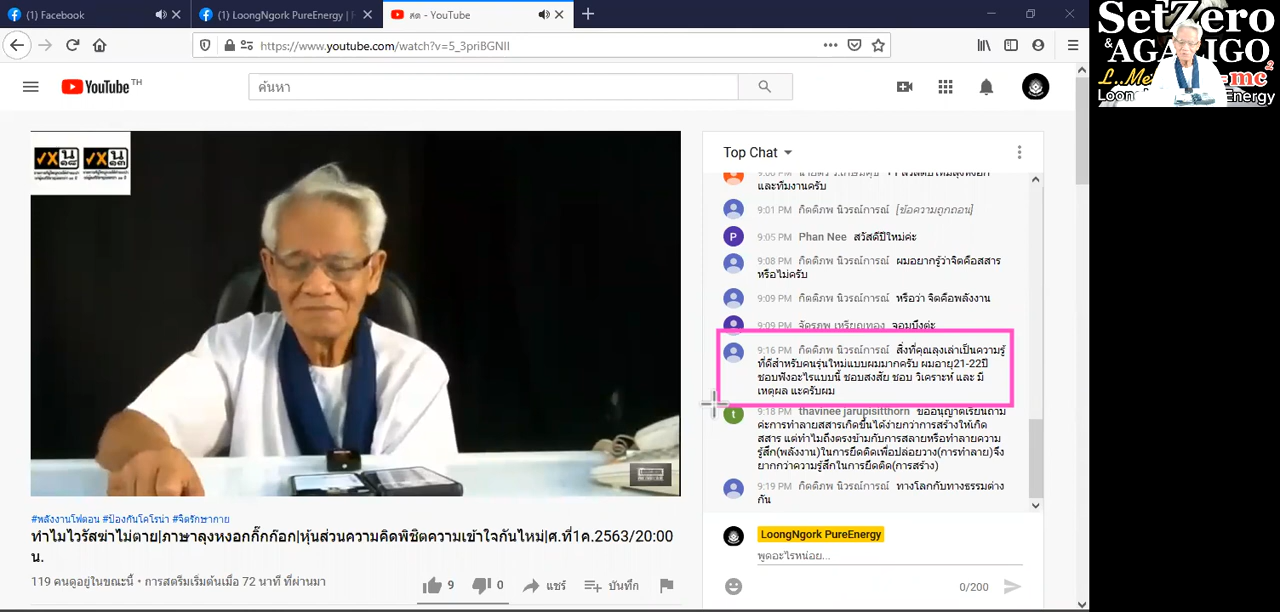 (1) Facebook
(1) LoongNgork PureEnergy |
สด - YouTube
https://www.youtube.com/watch?v=5_3priBGNII
YouTube TH
ค้นหา
Top Chat
และทีมงานครับ
9:01 PM กิตติภพ นิวรณ์การณ์ [ข้อความถูกถอน]
P
9:05 PM Phan Nee สวัสดีปีใหม่ค่ะ
9:08 PM กิตติภพ นิวรณ์การณ์ ผมอยากรู้ว่าจิตคือสสาร
หรือไม่ครับ
9:09 PM กิตติภพ นิวรณ์การณ์ หรือว่า จิตคือพลังงาน
9:09 PM จัตรภพ เหรียญทอง
9:16 PM กิตติภพ นิวรณ์การณ์ สิ่งที่คุณลุงเล่าเป็นความรู้
ที่ดีสำหรับคนรุ่นใหม่แบบผมมากครับ ผมอายุ21-22ปี
ชอบฟังอะไรแบบนี้ ชอบสงสัย ชอบ วิเคราะห์ และ มี
เหตุผล แะครับผม
t
9:18 PM thavinee jarupisitthorn ขออนุญาตเรียนถาม
ค่ะการทำลายสสารเกิดขึ้นได้ง่ายกว่าการสร้างให้เกิด
สสาร แต่ทำไมถึงตรงข้ามกับการสลายหรือทำลายความ
รู้สึก(พลังงาน)ในการยึดติดเพื่อปล่อยวาง(การทำลาย)จึง
ยากกว่าความรู้สึกในการยึดติด(การสร้าง)
9:19 PM กิตติภพ นิวรณ์การณ์ ทางโลกกับทางธรรมต่าง
กัน
LoongNgork PureEnergy
พูดอะไรหน่อย...
0/200
#พลังงานโฟตอน #ป้องกันโคโรน่า #จิตรักษากาย
ทำไมไวรัสฆ่าไม่ตาย|ภาษาลุงหงอกกิ๊กก๊อก|หุ้นส่วนความคิดพิชิตความเข้าใจกันใหม่|ศ.ที่1ค.2563/20:00
น.
119 คนดูอยู่ในขณะนี้ • การสตรีมเริ่มต้นเมื่อ 72 นาที ที่ผ่านมา
9
0
แชร์
บันทึก
SetZero
& AGALIGO
L..Me
=mc2
Loon
Energy